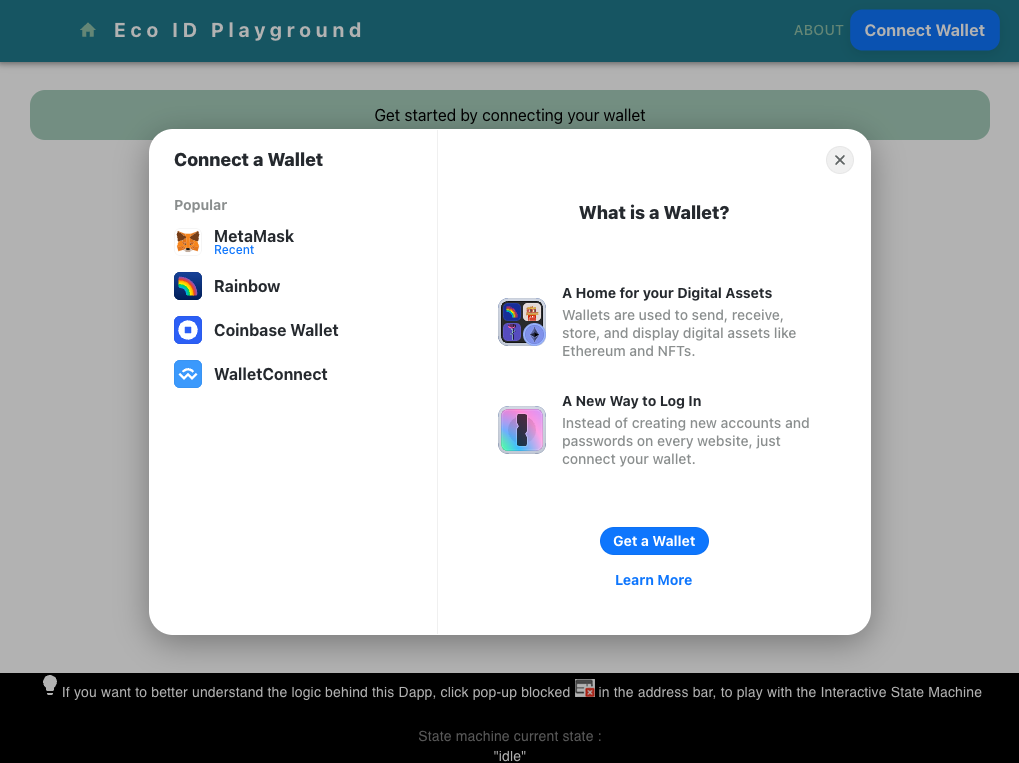 Eco ID Playground
ABOUT
Connect Wallet
Get started by connecting your wallet
Connect a Wallet
Popular
MetaMask
Recent
Rainbow
Coinbase Wallet
WalletConnect
What is a Wallet?
A Home for your Digital Assets
Wallets are used to send, receive,
store, and display digital assets like
Ethereum and NFTs.
A New Way to Log In
Instead of creating new accounts and
passwords on every website, just
connect your wallet.
Get a Wallet
Learn More
If you want to better understand the logic behind this Dapp, click pop-up blocked in the address bar, to play with the Interactive State Machine
State machine current state :
"idle"